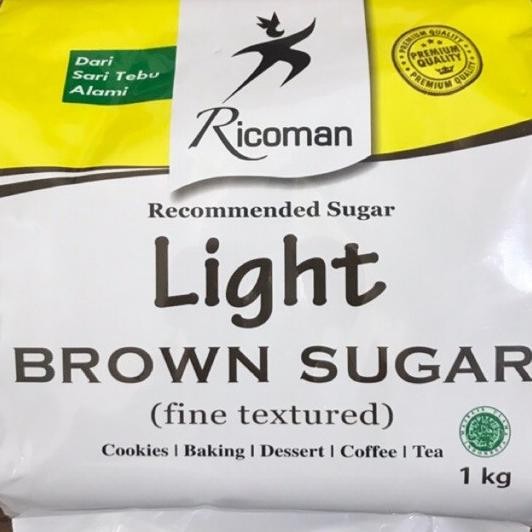 Dari
Sari Tebu
Alami
PREMIUM QUALITY
PREMIUM
QUALITY
PREMIUM QUALITY
Ricoman
Recommended Sugar
Light
BROWN SUGAR
(fine textured)
Cookies | Baking | Dessert | Coffee | Tea
1 kg